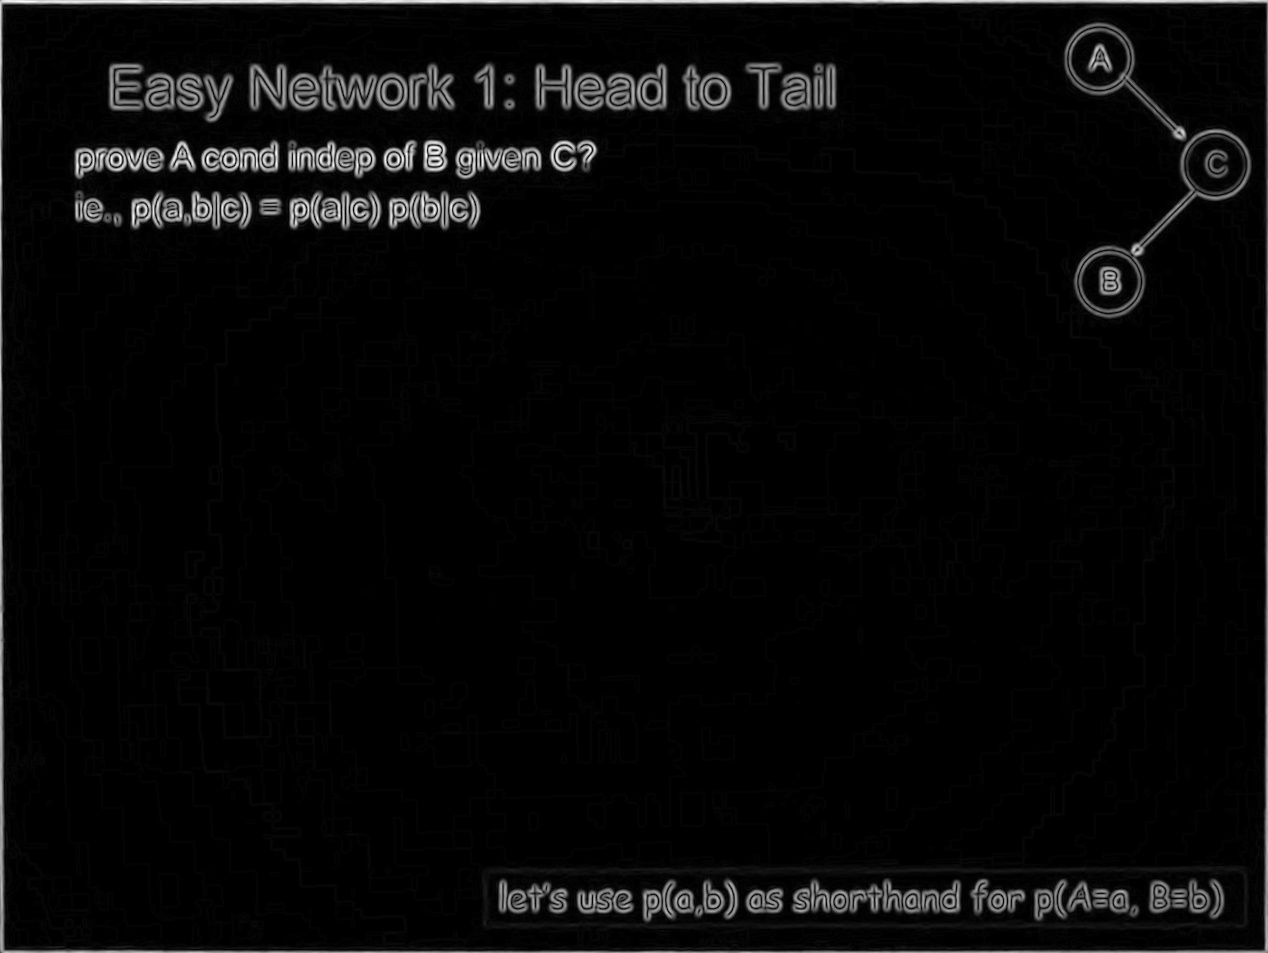 Easy Network 1: Head to Tail
prove A cond indep of B given C?
ie., p(a,b|c) = p(a|c) p(b|c)
A
C
B
let's use p(a,b) as shorthand for p(A=a, B=b)